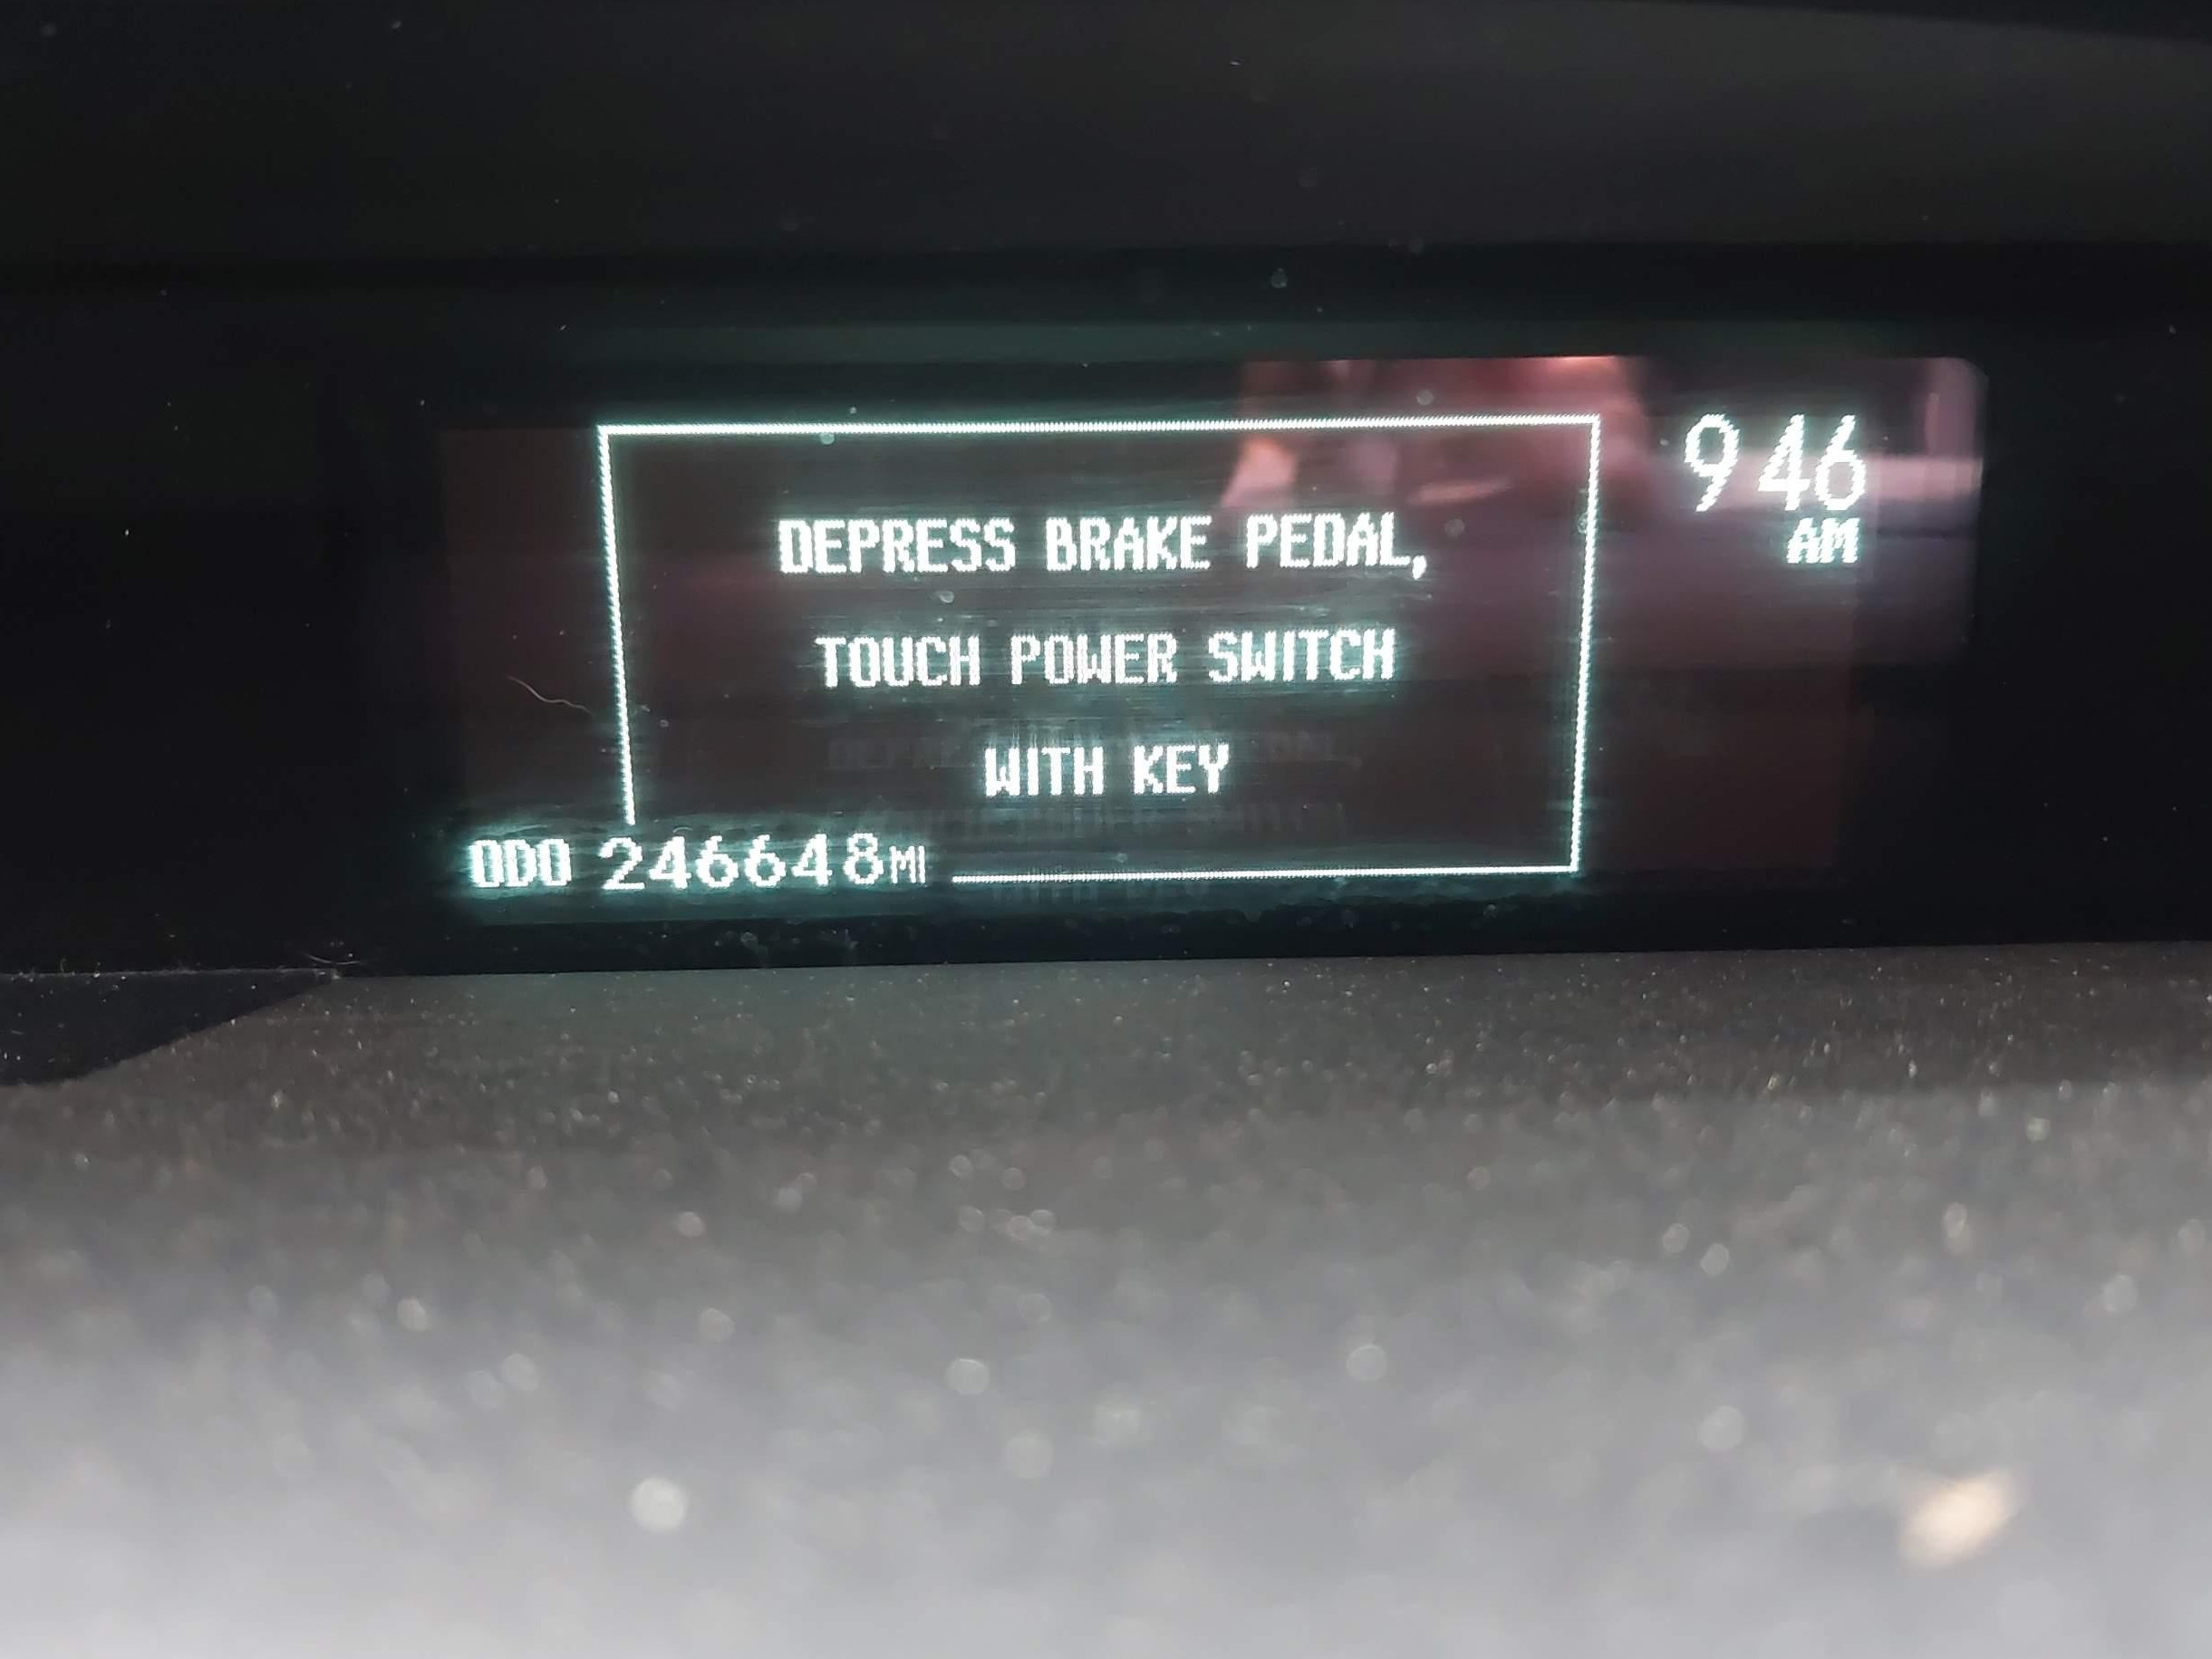 9 46
AM
DEPRESS BRAKE PEDAL,
TOUCH POWER SWITCH
WITH KEY
ODO 246648 MI